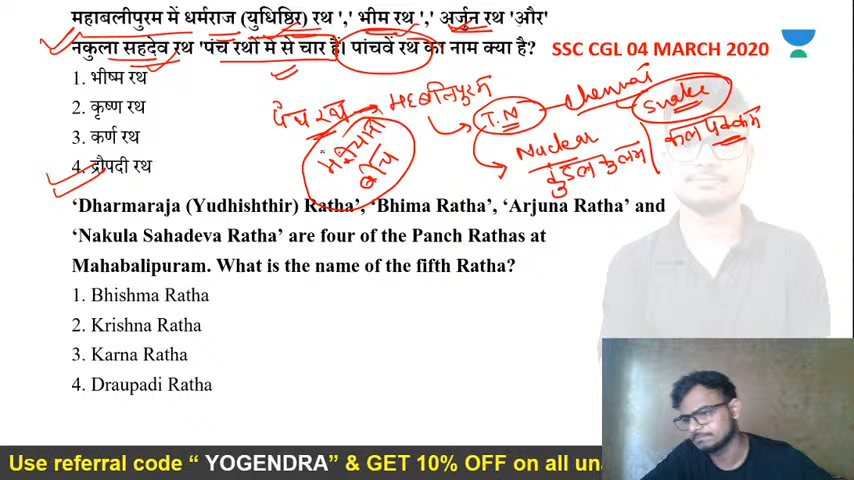 महाबलीपुरम में धर्मराज (युधिष्ठिर) रथ ',' भीम रथ ',' अर्जुन रथ 'और'
नकुला सहदेव रथ 'पंच रथों मे से चार हैं। पांचवें रथ का नाम क्या है?
SSC CGL 04 MARCH 2020
1. भीष्म रथ
2. कृष्ण रथ
3. कर्ण रथ
4. द्रौपदी रथ
पंच रथ
T.N
Chennai
Snake
Nuclear
बीच
‘Dharmaraja (Yudhishthir) Ratha’, ‘Bhima Ratha’, ‘Arjuna Ratha’ and
‘Nakula Sahadeva Ratha’ are four of the Panch Rathas at
Mahabalipuram. What is the name of the fifth Ratha?
1. Bhishma Ratha
2. Krishna Ratha
3. Karna Ratha
4. Draupadi Ratha
Use referral code “ YOGENDRA” & GET 10% OFF on all una